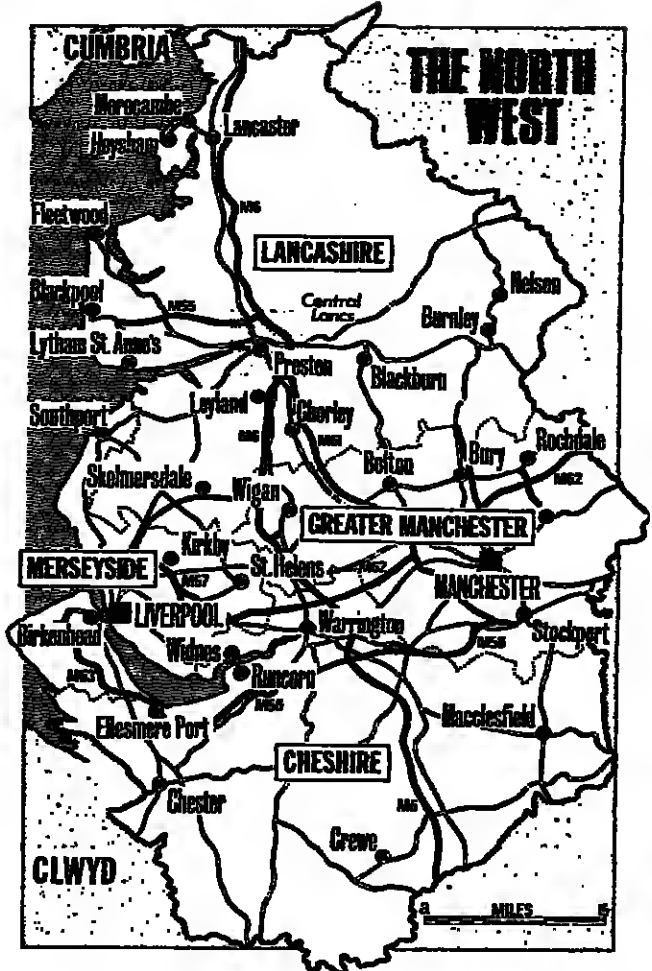 CUMBRIA
THE NORTH
WEST
Morecambe
Heysham
Lancaster
Fleetwood
M6
LANCASHIRE
Blackpool
M55
Central
Lancs
Nelson
Burnley
Lytham St. Anne's
Preston
Blackburn
Southport
Leyland
Chorley
M6
M61
Bolton
Bury
Rochdale
M62
Skelmersdale
Wigan
GREATER MANCHESTER
MERSEYSIDE
Kirkby
M57
St. Helens
M62
MANCHESTER
LIVERPOOL
Birkenhead
Warrington
M56
Stockport
Widnes
M53
Runcorn
M56
Ellesmere Port
Macclesfield
CHESHIRE
Chester
M6
Crewe
CLWYD
MILES